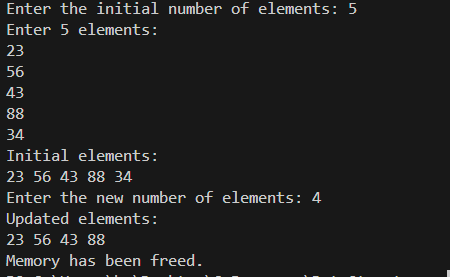 Enter the initial number of elements: 5
Enter 5 elements:
23
56
43
88
34
Initial elements:
23 56 43 88 34
Enter the new number of elements: 4
Updated elements:
23 56 43 88
Memory has been freed.